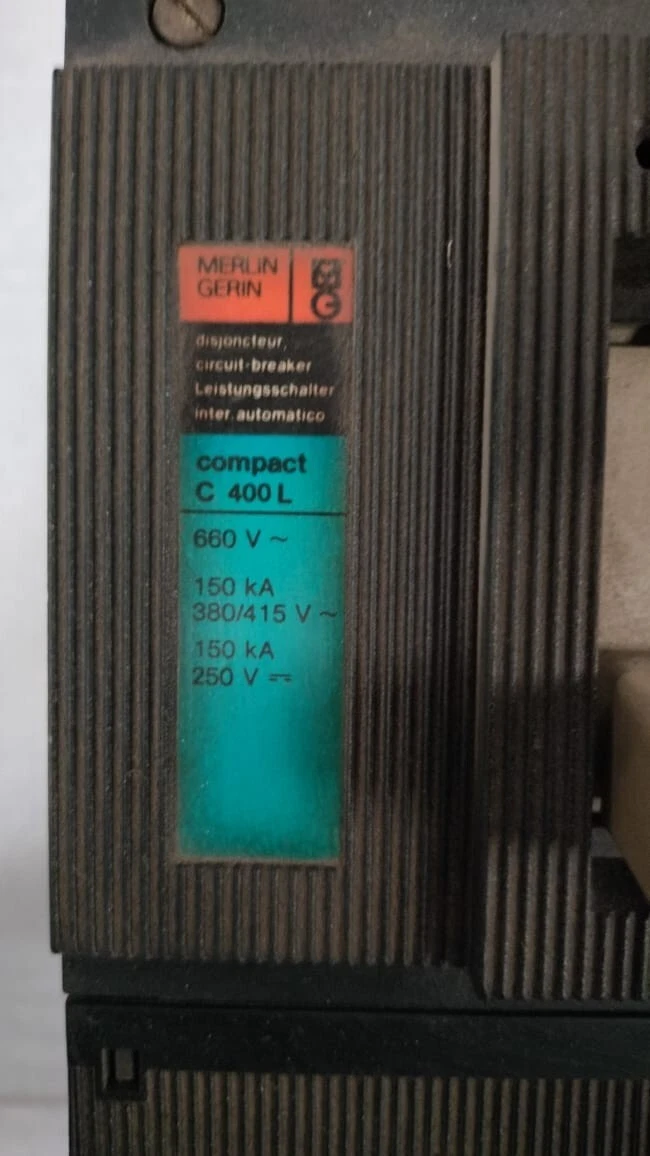 MERLIN
GERIN
disjoncteur
circuit-breaker
Leistungsschalter
inter. automatico
compact
C 400 L
660 V ~
150 kA
380/415 V ~
150 kA
250 V ⎓